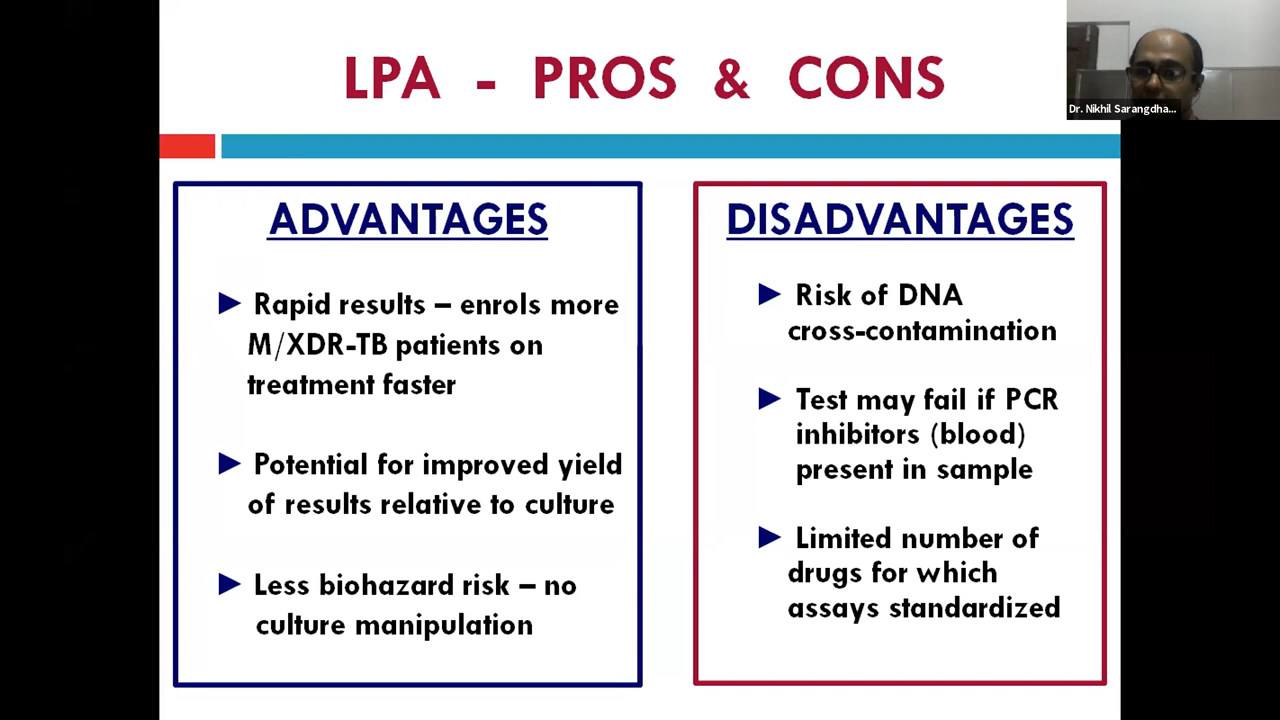 LPA - PROS & CONS
Dr. Nikhil Sarangdha...
ADVANTAGES
► Rapid results – enrols more
M/XDR-TB patients on
treatment faster
► Potential for improved yield
of results relative to culture
► Less biohazard risk – no
culture manipulation
DISADVANTAGES
► Risk of DNA
cross-contamination
► Test may fail if PCR
inhibitors (blood)
present in sample
► Limited number of
drugs for which
assays standardized